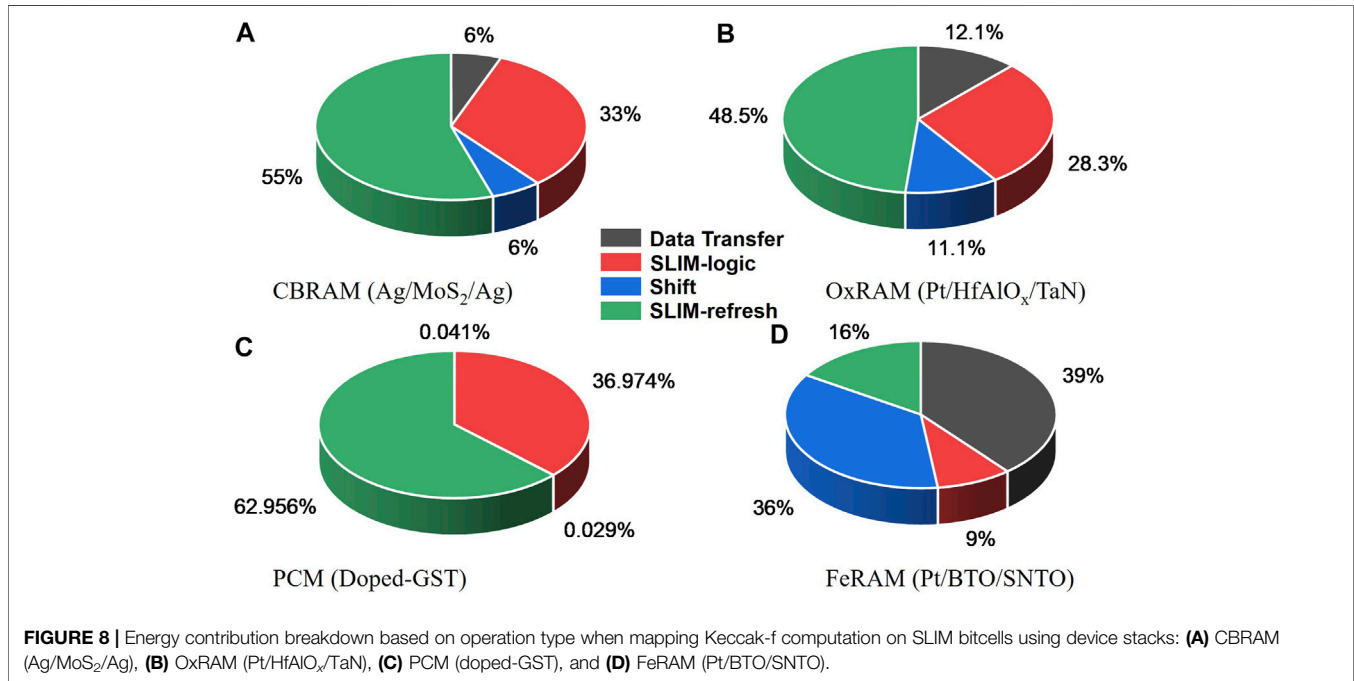 A
6%
33%
55%
6%
CBRAM (Ag/MoS₂/Ag)
B
12.1%
48.5%
28.3%
11.1%
OxRAM (Pt/HfAlOₓ/TaN)
Data Transfer
SLIM-logic
Shift
SLIM-refresh
C
0.041%
36.974%
62.956%
0.029%
PCM (Doped-GST)
D
16%
39%
36%
9%
FeRAM (Pt/BTO/SNTO)
FIGURE 8 | Energy contribution breakdown based on operation type when mapping Keccak-f computation on SLIM bitcells using device stacks: (A) CBRAM
(Ag/MoS₂/Ag), (B) OxRAM (Pt/HfAlOₓ/TaN), (C) PCM (doped-GST), and (D) FeRAM (Pt/BTO/SNTO).